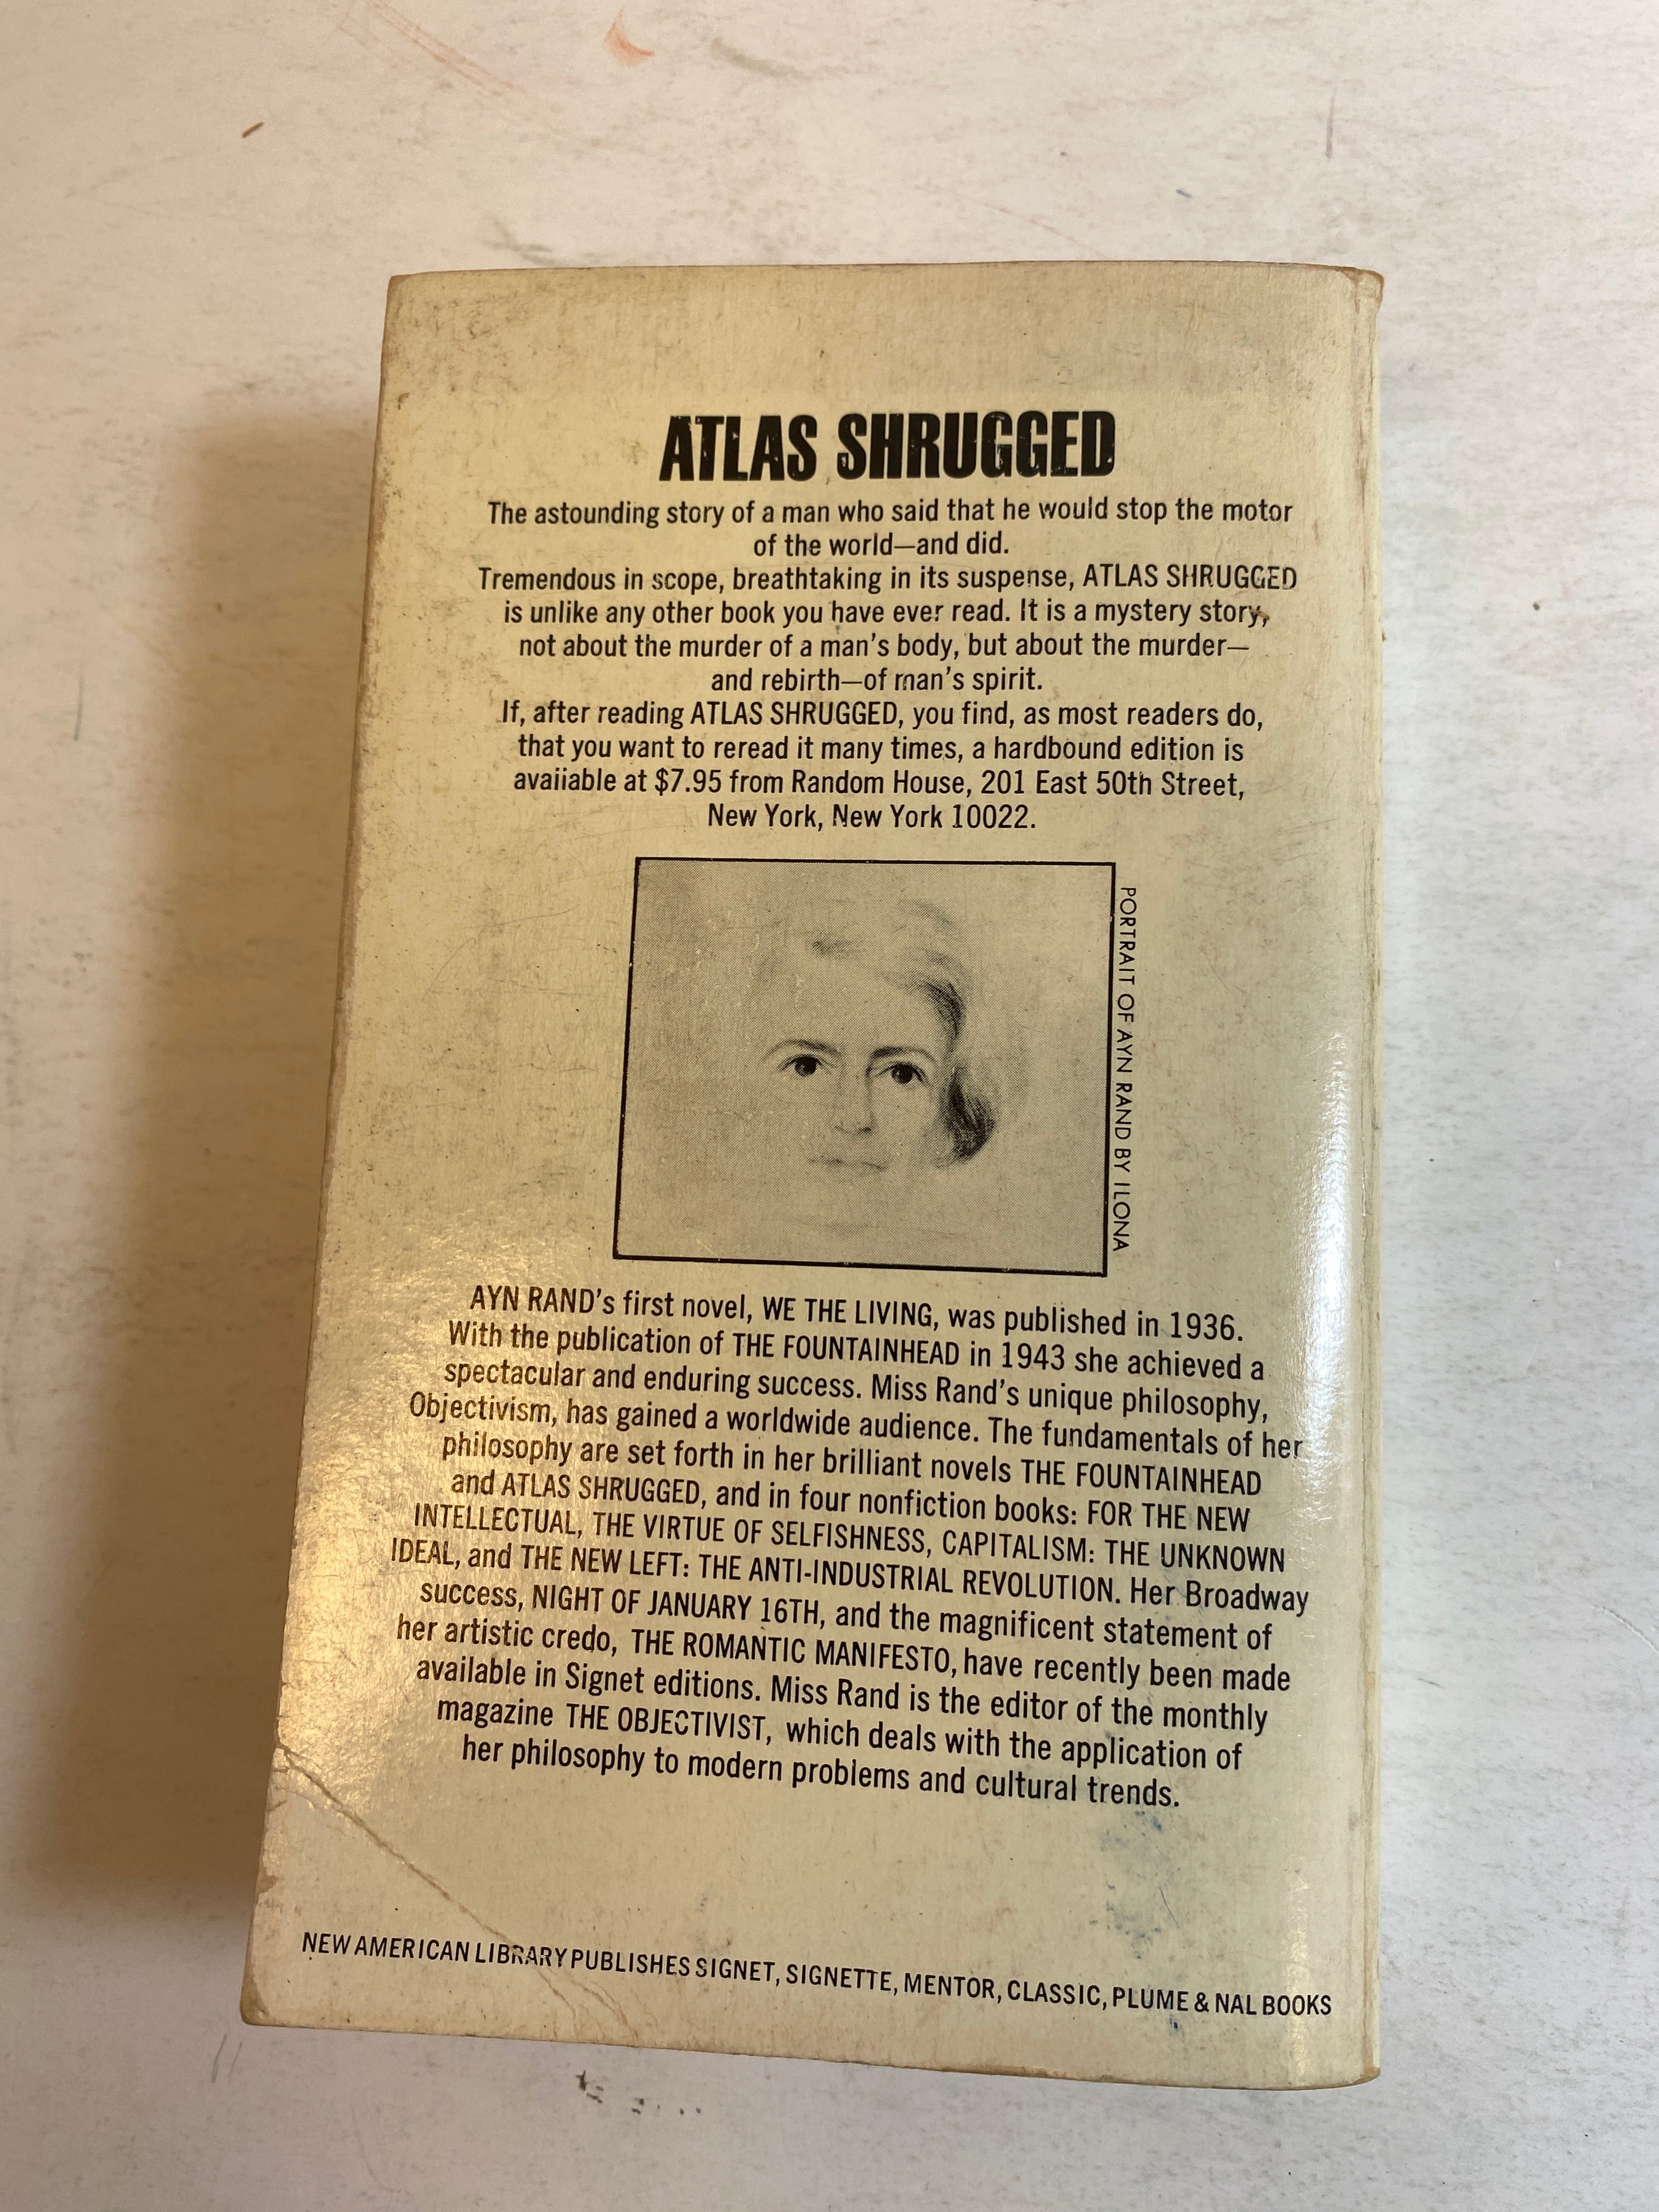 ATLAS SHRUGGED
The astounding story of a man who said that he would stop the motor
of the world—and did.
Tremendous in scope, breathtaking in its suspense, ATLAS SHRUGGED
is unlike any other book you have ever read. It is a mystery story,
not about the murder of a man's body, but about the murder—
and rebirth—of man's spirit.
If, after reading ATLAS SHRUGGED, you find, as most readers do,
that you want to reread it many times, a hardbound edition is
available at $7.95 from Random House, 201 East 50th Street,
New York, New York 10022.
PORTRAIT OF AYN RAND BY ILONA
AYN RAND's first novel, WE THE LIVING, was published in 1936.
With the publication of THE FOUNTAINHEAD in 1943 she achieved a
spectacular and enduring success. Miss Rand's unique philosophy,
Objectivism, has gained a worldwide audience. The fundamentals of her
philosophy are set forth in her brilliant novels THE FOUNTAINHEAD
and ATLAS SHRUGGED, and in four nonfiction books: FOR THE NEW
INTELLECTUAL, THE VIRTUE OF SELFISHNESS, CAPITALISM: THE UNKNOWN
IDEAL, and THE NEW LEFT: THE ANTI-INDUSTRIAL REVOLUTION. Her Broadway
success, NIGHT OF JANUARY 16TH, and the magnificent statement of
her artistic credo, THE ROMANTIC MANIFESTO, have recently been made
available in Signet editions. Miss Rand is the editor of the monthly
magazine THE OBJECTIVIST, which deals with the application of
her philosophy to modern problems and cultural trends.
NEW AMERICAN LIBRARY PUBLISHES SIGNET, SIGNETTE, MENTOR, CLASSIC, PLUME & NAL BOOKS